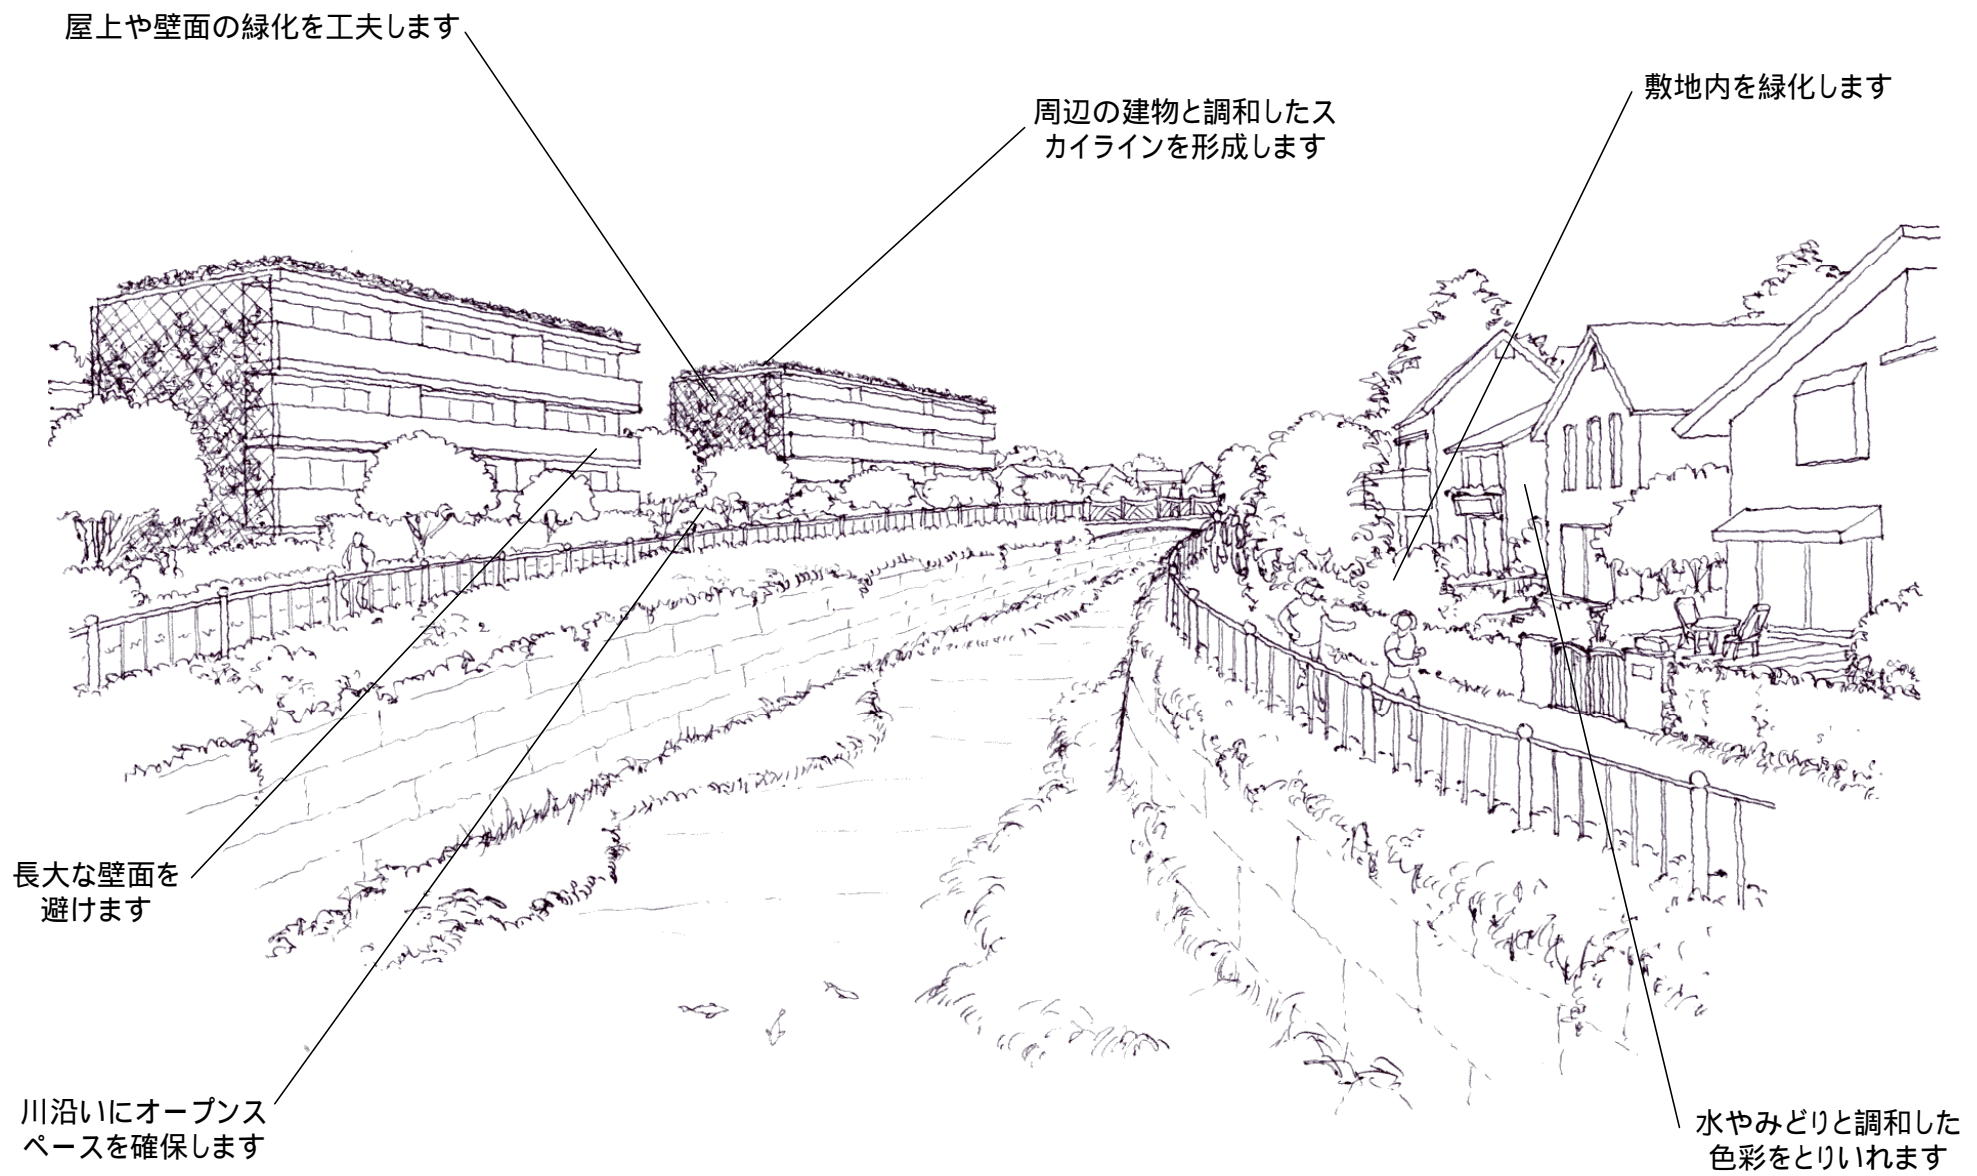 屋上や壁面の緑化を工夫します
周辺の建物と調和したス
カイラインを形成します
敷地内を緑化します
長大な壁面を
避けます
川沿いにオープンス
ペースを確保します
水やみどりと調和した
色彩をとりいれます